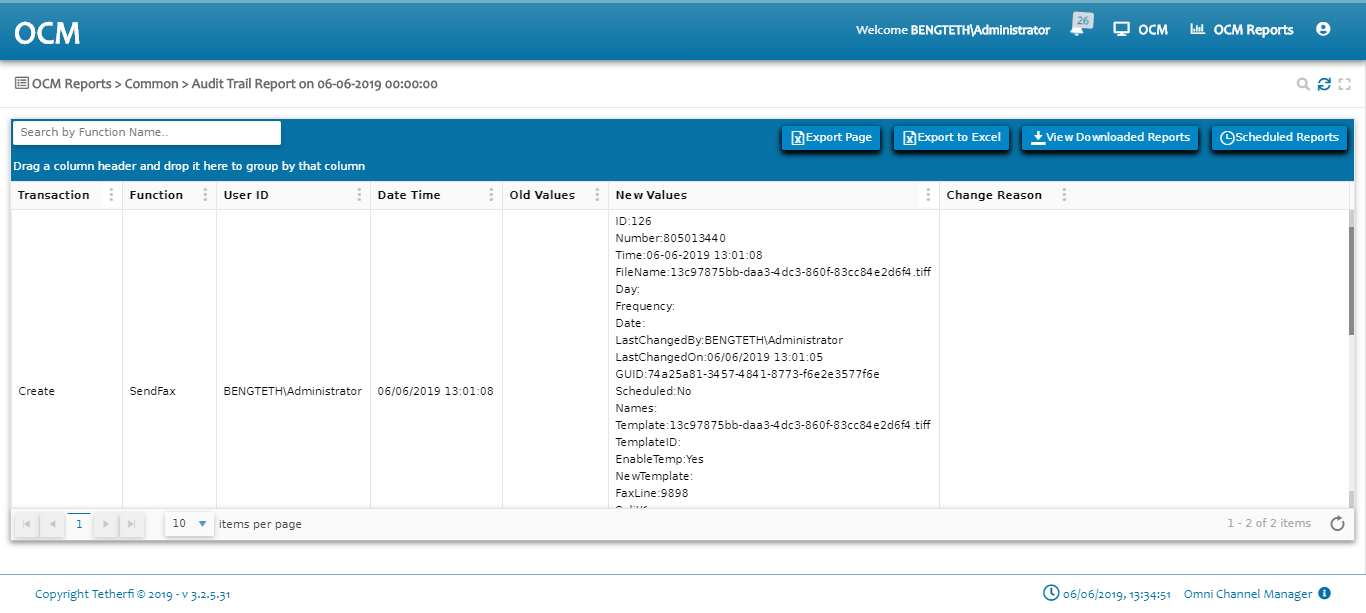 OCM
Welcome BENGTETH\Administrator
26
OCM
OCM Reports
OCM Reports > Common > Audit Trail Report on 06-06-2019 00:00:00
Search by Function Name..
Export Page
Export to Excel
View Downloaded Reports
Scheduled Reports
Drag a column header and drop it here to group by that column
Transaction Function User ID Date Time Old Values New Values Change Reason
ID:126
Number:805013440
Time:06-06-2019 13:01:08
FileName:13c97875bb-daa3-4dc3-860f-83cc84e2d6f4.tiff
Day:
Frequency:
Date:
LastChangedBy:BENGTETH\Administrator
LastChangedOn:06/06/2019 13:01:05
GUID:74a25a81-3457-4841-8773-f6e2e3577f6e
Create SendFax BENGTETH\Administrator 06/06/2019 13:01:08 Scheduled:No
Names:
Template:13c97875bb-daa3-4dc3-860f-83cc84e2d6f4.tiff
TemplateID:
EnableTemp:Yes
NewTemplate:
FaxLine:9898
1
10 items per page
1 - 2 of 2 items
Copyright Tetherfi © 2019 - v 3.2.5.31
06/06/2019, 13:34:51
Omni Channel Manager